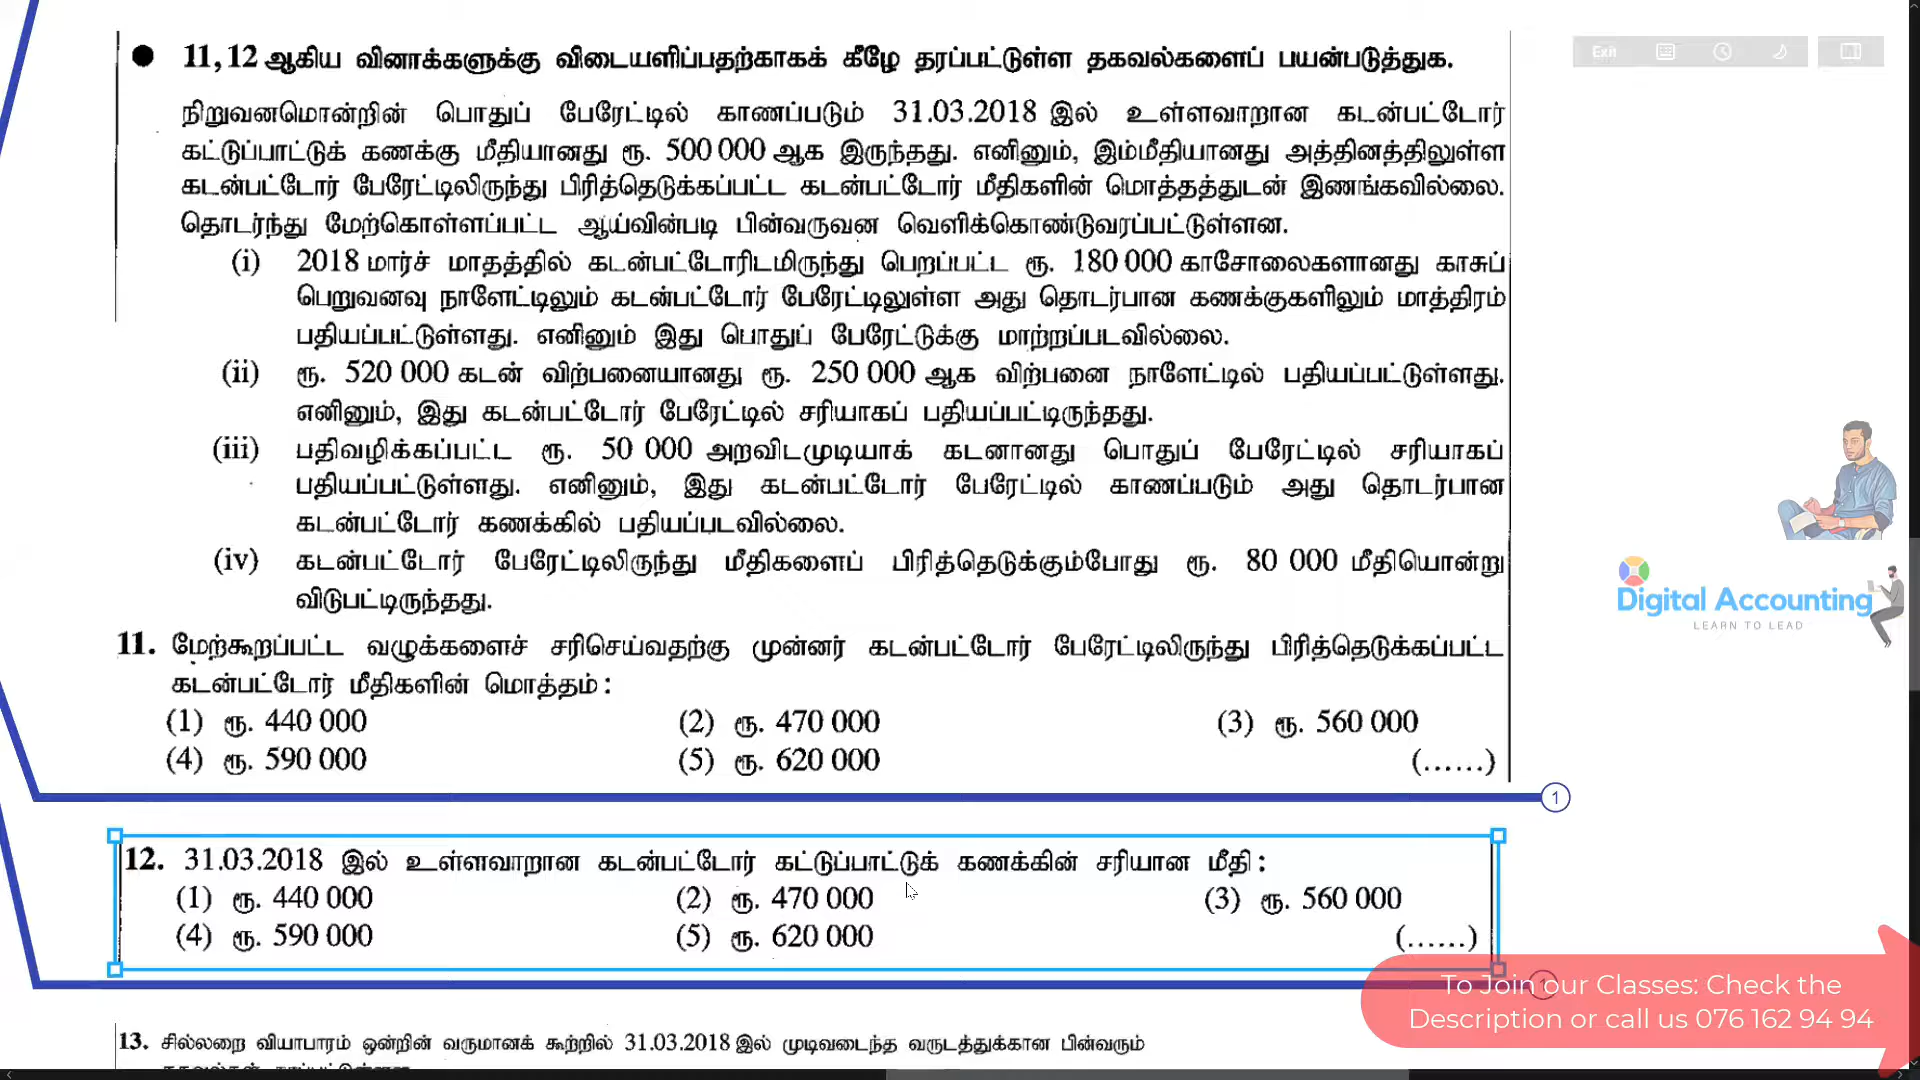 ● 11, 12 ஆகிய வினாக்களுக்கு விடையளிப்பதற்காகக் கீழே தரப்பட்டுள்ள தகவல்களைப் பயன்படுத்துக.
Exit
நிறுவனமொன்றின் பொதுப் பேரேட்டில் காணப்படும் 31.03.2018 இல் உள்ளவாறான கடன்பட்டோர்
கட்டுப்பாட்டுக் கணக்கு மீதியானது ரூ. 500 000 ஆக இருந்தது. எனினும், இம்மீதியானது அத்தினத்திலுள்ள
கடன்பட்டோர் பேரேட்டிலிருந்து பிரித்தெடுக்கப்பட்ட கடன்பட்டோர் மீதிகளின் மொத்தத்துடன் இணங்கவில்லை.
தொடர்ந்து மேற்கொள்ளப்பட்ட ஆய்வின்படி பின்வருவன வெளிக்கொண்டுவரப்பட்டுள்ளன.
(i) 2018 மார்ச் மாதத்தில் கடன்பட்டோரிடமிருந்து பெறப்பட்ட ரூ. 180 000 காசோலைகளானது காசுப்
பெறுவனவு நாளேட்டிலும் கடன்பட்டோர் பேரேட்டிலுள்ள அது தொடர்பான கணக்குகளிலும் மாத்திரம்
பதியப்பட்டுள்ளது. எனினும் இது பொதுப் பேரேட்டுக்கு மாற்றப்படவில்லை.
(ii) ரூ. 520 000 கடன் விற்பனையானது ரூ. 250 000 ஆக விற்பனை நாளேட்டில் பதியப்பட்டுள்ளது.
எனினும், இது கடன்பட்டோர் பேரேட்டில் சரியாகப் பதியப்பட்டிருந்தது.
(iii) பதிவழிக்கப்பட்ட ரூ. 50 000 அறவிடமுடியாக் கடனானது பொதுப் பேரேட்டில் சரியாகப்
பதியப்பட்டுள்ளது. எனினும், இது கடன்பட்டோர் பேரேட்டில் காணப்படும் அது தொடர்பான
கடன்பட்டோர் கணக்கில் பதியப்படவில்லை.
(iv) கடன்பட்டோர் பேரேட்டிலிருந்து மீதிகளைப் பிரித்தெடுக்கும்போது ரூ. 80 000 மீதியொன்று
விடுபட்டிருந்தது.
Digital Accounting
LEARN TO LEAD
11. மேற்கூறப்பட்ட வழுக்களைச் சரிசெய்வதற்கு முன்னர் கடன்பட்டோர் பேரேட்டிலிருந்து பிரித்தெடுக்கப்பட்ட
கடன்பட்டோர் மீதிகளின் மொத்தம் :
(1) ரூ. 440 000 (2) ரூ. 470 000 (3) ரூ. 560 000
(4) ரூ. 590 000 (5) ரூ. 620 000 (......)
1
12. 31.03.2018 இல் உள்ளவாறான கடன்பட்டோர் கட்டுப்பாட்டுக் கணக்கின் சரியான மீதி :
(1) ரூ. 440 000 (2) ரூ. 470 000 (3) ரூ. 560 000
(4) ரூ. 590 000 (5) ரூ. 620 000 (......)
To Join our Classes: Check the
Description or call us 076 162 94 94
13. சில்லறை வியாபாரம் ஒன்றின் வருமானக் கூற்றில் 31.03.2018 இல் முடிவடைந்த வருடத்துக்கான பின்வரும்